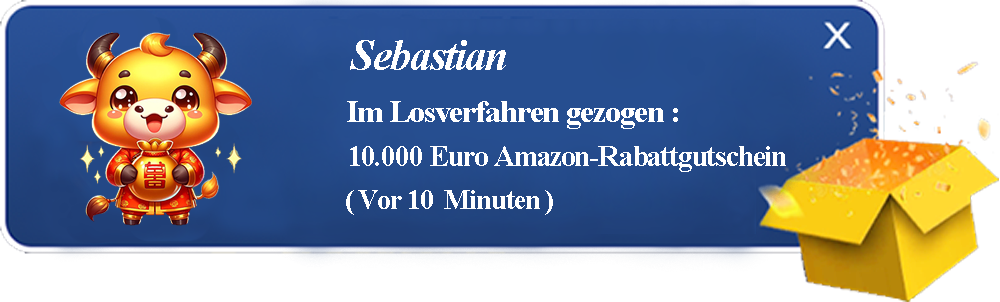 Sebastian
X
Im Losverfahren gezogen :
10.000 Euro Amazon-Rabattgutschein
( Vor 10 Minuten )